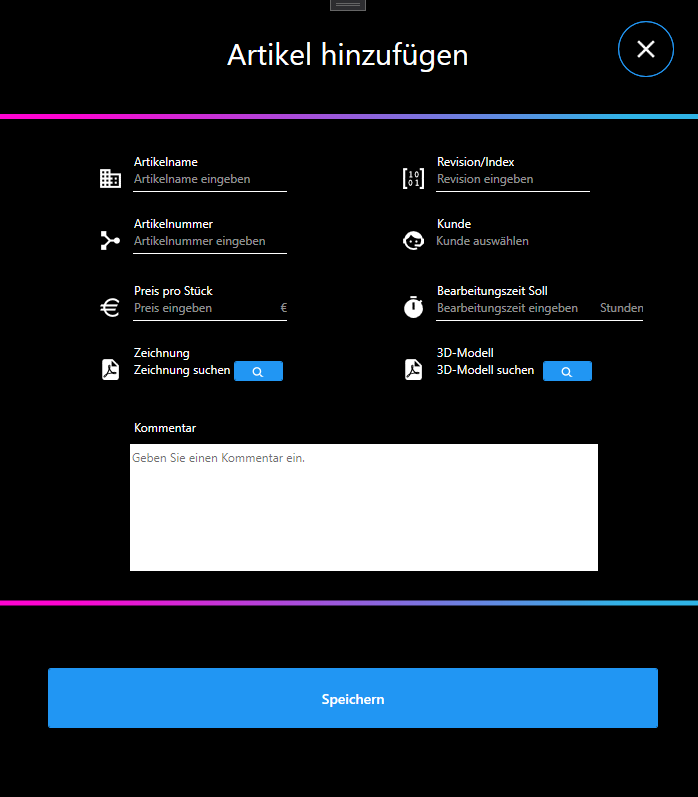 Artikel hinzufügen
Artikelname
Artikelname eingeben
Revision/Index
Revision eingeben
Artikelnummer
Artikelnummer eingeben
Kunde
Kunde auswählen
Preis pro Stück
Preis eingeben €
Bearbeitungszeit Soll
Bearbeitungszeit eingeben Stunden
Zeichnung
Zeichnung suchen
3D-Modell
3D-Modell suchen
Kommentar
Geben Sie einen Kommentar ein.
Speichern